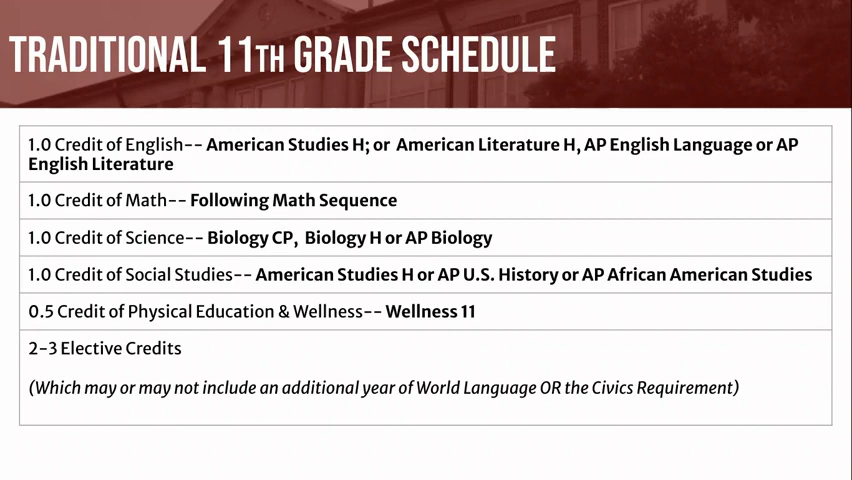 TRADITIONAL 11TH GRADE SCHEDULE
1.0 Credit of English-- American Studies H; or American Literature H, AP English Language or AP
English Literature
1.0 Credit of Math-- Following Math Sequence
1.0 Credit of Science-- Biology CP, Biology H or AP Biology
1.0 Credit of Social Studies-- American Studies H or AP U.S. History or AP African American Studies
0.5 Credit of Physical Education & Wellness-- Wellness 11
2-3 Elective Credits
(Which may or may not include an additional year of World Language OR the Civics Requirement)